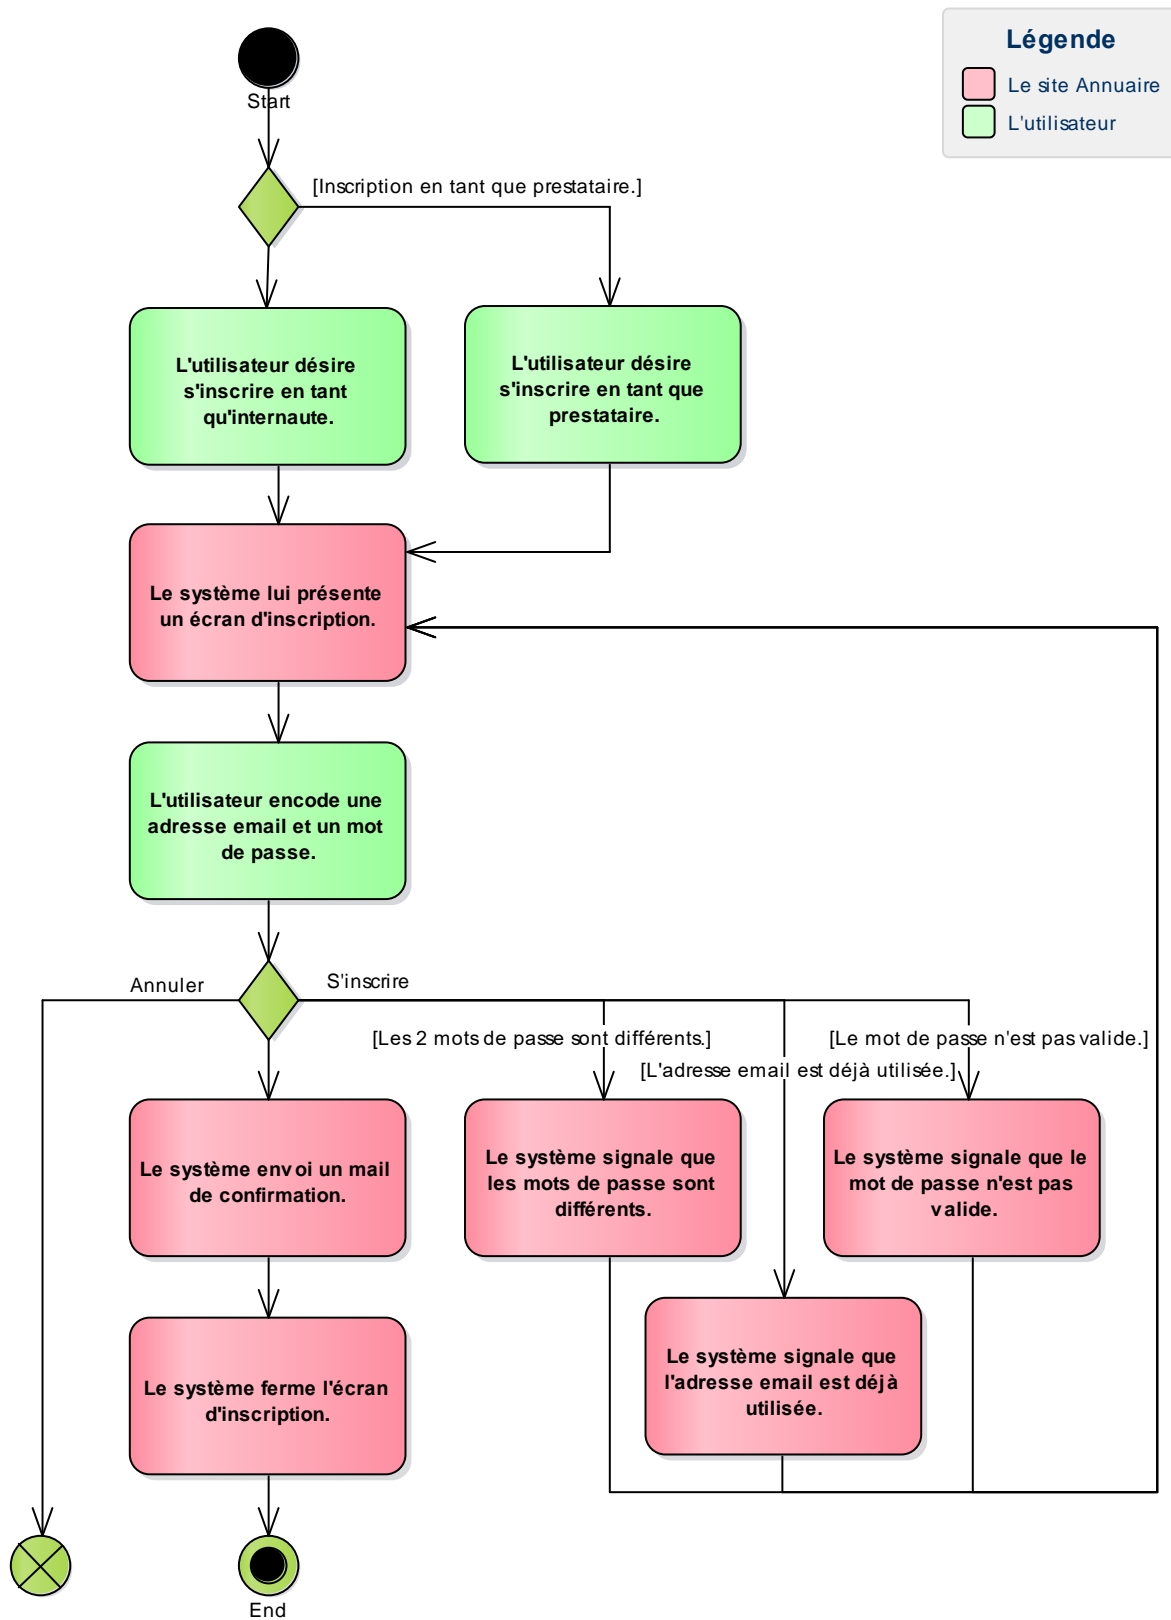 Légende
Le site Annuaire
L'utilisateur
Start
[Inscription en tant que prestataire.]
L'utilisateur désire
s'inscrire en tant
qu'internaute.
L'utilisateur désire
s'inscrire en tant que
prestataire.
Le système lui présente
un écran d'inscription.
L'utilisateur encode une
adresse email et un mot
de passe.
Annuler
S'inscrire
[Les 2 mots de passe sont différents.]
[Le mot de passe n'est pas valide.]
[L'adresse email est déjà utilisée.]
Le système envoi un mail
de confirmation.
Le système signale que
les mots de passe sont
différents.
Le système signale que le
mot de passe n'est pas
valide.
Le système ferme l'écran
d'inscription.
Le système signale que
l'adresse email est déjà
utilisée.
End